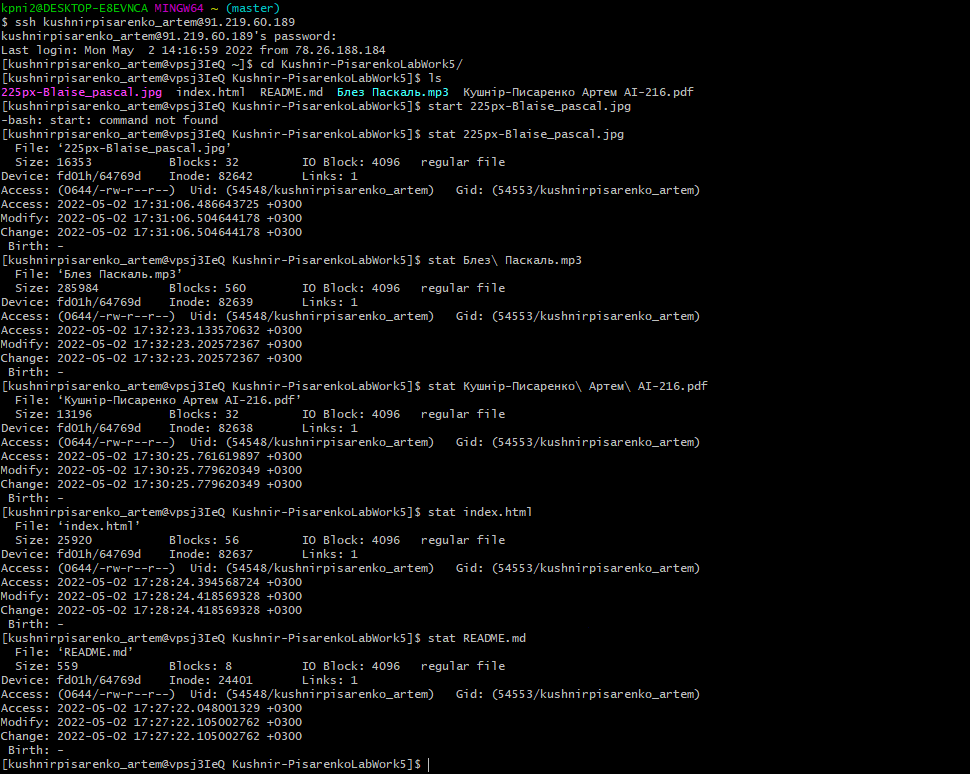 kpni2@DESKTOP-E8EVNCA MINGW64 ~ (master)
$ ssh kushnirpisarenko_artem@91.219.60.189
kushnirpisarenko_artem@91.219.60.189's password:
Last login: Mon May  2 14:16:59 2022 from 78.26.188.184
[kushnirpisarenko_artem@vpsj3IeQ ~]$ cd Kushnir-PisarenkoLabWork5/
[kushnirpisarenko_artem@vpsj3IeQ Kushnir-PisarenkoLabWork5]$ ls
225px-Blaise_pascal.jpg  index.html  README.md  Блез Паскаль.mp3  Кушнір-Писаренко Артем АІ-216.pdf
[kushnirpisarenko_artem@vpsj3IeQ Kushnir-PisarenkoLabWork5]$ start 225px-Blaise_pascal.jpg
-bash: start: command not found
[kushnirpisarenko_artem@vpsj3IeQ Kushnir-PisarenkoLabWork5]$ stat 225px-Blaise_pascal.jpg
  File: ‘225px-Blaise_pascal.jpg’
  Size: 16353           Blocks: 32         IO Block: 4096   regular file
Device: fd01h/64769d    Inode: 82642       Links: 1
Access: (0644/-rw-r--r--)  Uid: (54548/kushnirpisarenko_artem)   Gid: (54553/kushnirpisarenko_artem)
Access: 2022-05-02 17:31:06.486643725 +0300
Modify: 2022-05-02 17:31:06.504644178 +0300
Change: 2022-05-02 17:31:06.504644178 +0300
 Birth: -
[kushnirpisarenko_artem@vpsj3IeQ Kushnir-PisarenkoLabWork5]$ stat Блез\ Паскаль.mp3
  File: ‘Блез Паскаль.mp3’
  Size: 285984          Blocks: 560        IO Block: 4096   regular file
Device: fd01h/64769d    Inode: 82639       Links: 1
Access: (0644/-rw-r--r--)  Uid: (54548/kushnirpisarenko_artem)   Gid: (54553/kushnirpisarenko_artem)
Access: 2022-05-02 17:32:23.133570632 +0300
Modify: 2022-05-02 17:32:23.202572367 +0300
Change: 2022-05-02 17:32:23.202572367 +0300
 Birth: -
[kushnirpisarenko_artem@vpsj3IeQ Kushnir-PisarenkoLabWork5]$ stat Кушнір-Писаренко\ Артем\ АІ-216.pdf
  File: ‘Кушнір-Писаренко Артем АІ-216.pdf’
  Size: 13196           Blocks: 32         IO Block: 4096   regular file
Device: fd01h/64769d    Inode: 82638       Links: 1
Access: (0644/-rw-r--r--)  Uid: (54548/kushnirpisarenko_artem)   Gid: (54553/kushnirpisarenko_artem)
Access: 2022-05-02 17:30:25.761619897 +0300
Modify: 2022-05-02 17:30:25.779620349 +0300
Change: 2022-05-02 17:30:25.779620349 +0300
 Birth: -
[kushnirpisarenko_artem@vpsj3IeQ Kushnir-PisarenkoLabWork5]$ stat index.html
  File: ‘index.html’
  Size: 25920           Blocks: 56         IO Block: 4096   regular file
Device: fd01h/64769d    Inode: 82637       Links: 1
Access: (0644/-rw-r--r--)  Uid: (54548/kushnirpisarenko_artem)   Gid: (54553/kushnirpisarenko_artem)
Access: 2022-05-02 17:28:24.394568724 +0300
Modify: 2022-05-02 17:28:24.418569328 +0300
Change: 2022-05-02 17:28:24.418569328 +0300
 Birth: -
[kushnirpisarenko_artem@vpsj3IeQ Kushnir-PisarenkoLabWork5]$ stat README.md
  File: ‘README.md’
  Size: 559             Blocks: 8          IO Block: 4096   regular file
Device: fd01h/64769d    Inode: 24401       Links: 1
Access: (0644/-rw-r--r--)  Uid: (54548/kushnirpisarenko_artem)   Gid: (54553/kushnirpisarenko_artem)
Access: 2022-05-02 17:27:22.048001329 +0300
Modify: 2022-05-02 17:27:22.105002762 +0300
Change: 2022-05-02 17:27:22.105002762 +0300
 Birth: -
[kushnirpisarenko_artem@vpsj3IeQ Kushnir-PisarenkoLabWork5]$